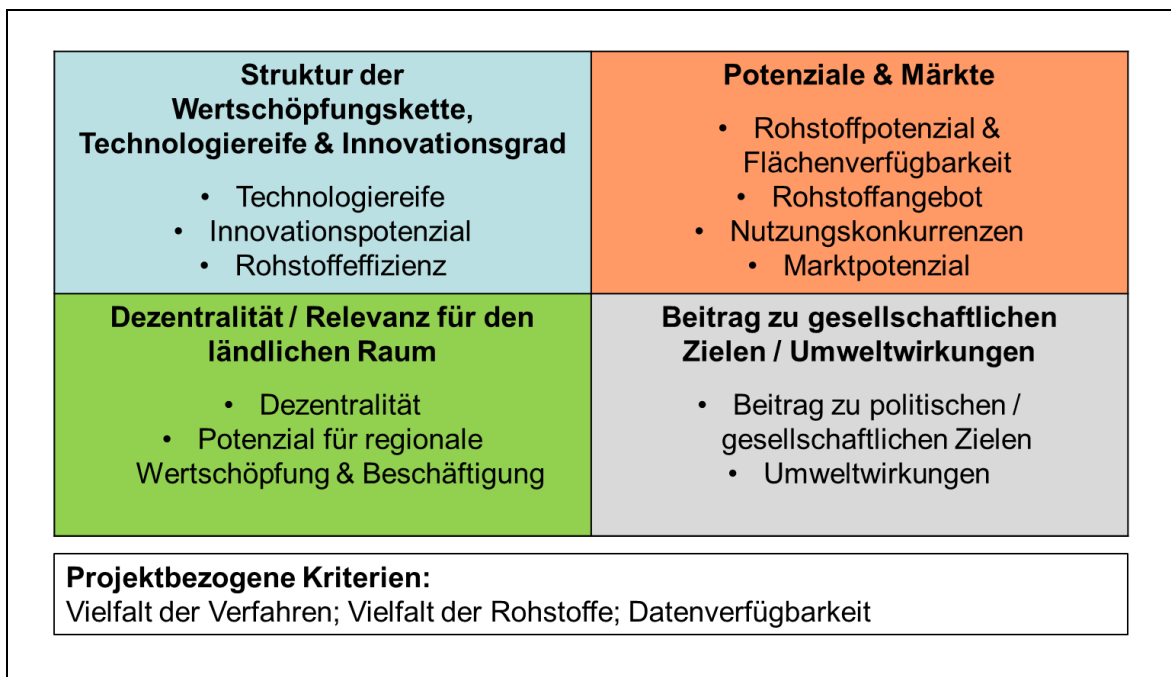 Struktur der
Wertschöpfungskette,
Technologiereife & Innovationsgrad
• Technologiereife
• Innovationspotenzial
• Rohstoffeffizienz
Potenziale & Märkte
• Rohstoffpotenzial &
Flächenverfügbarkeit
• Rohstoffangebot
• Nutzungskonkurrenzen
• Marktpotenzial
Dezentralität / Relevanz für den
ländlichen Raum
• Dezentralität
• Potenzial für regionale
Wertschöpfung & Beschäftigung
Beitrag zu gesellschaftlichen
Zielen / Umweltwirkungen
• Beitrag zu politischen /
gesellschaftlichen Zielen
• Umweltwirkungen
Projektbezogene Kriterien:
Vielfalt der Verfahren; Vielfalt der Rohstoffe; Datenverfügbarkeit